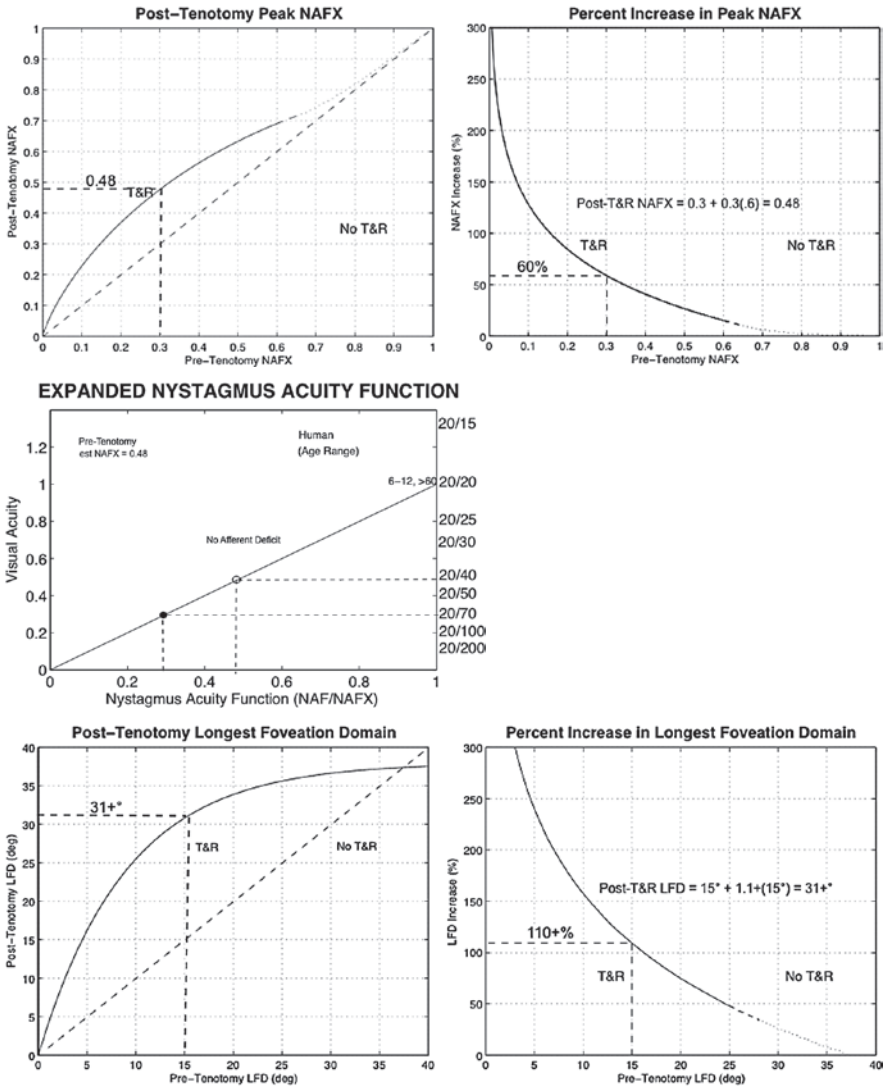 Post-Tenotomy Peak NAFX
1
0.9
0.8
0.7
0.6
0.5
0.4
0.3
0.2
0.1
0
Post-Tenotomy NAFX
0.48
T&R
No T&R
0 0.1 0.2 0.3 0.4 0.5 0.6 0.7 0.8 0.9 1
Pre-Tenotomy NAFX
Percent Increase in Peak NAFX
300
250
200
150
100
50
0
NAFX Increase (%)
Post-T&R NAFX = 0.3 + 0.3(.6) = 0.48
T&R
No T&R
60%
0 0.1 0.2 0.3 0.4 0.5 0.6 0.7 0.8 0.9 1
Pre-Tenotomy NAFX
EXPANDED NYSTAGMUS ACUITY FUNCTION
1.2
1
0.8
0.6
0.4
0.2
0
Visual Acuity
Pre-Tenotomy
est NAFX = 0.48
Human
(Age Range)
6-12, >60
No Afferent Deficit
20/15
20/20
20/25
20/30
20/40
20/50
20/70
20/100
20/200
0 0.2 0.4 0.6 0.8 1
Nystagmus Acuity Function (NAF/NAFX)
Post-Tenotomy Longest Foveation Domain
40
35
30
25
20
15
10
5
0
Post-Tenotomy LFD (deg)
31+°
T&R
No T&R
0 5 10 15 20 25 30 35 40
Pre-Tenotomy LFD (deg)
Percent Increase in Longest Foveation Domain
300
250
200
150
100
50
0
LFD Increase (%)
Post-T&R LFD = 15° + 1.1+(15°) = 31+°
110+%
T&R
No T&R
0 5 10 15 20 25 30 35 40
Pre-Tenotomy LFD (deg)